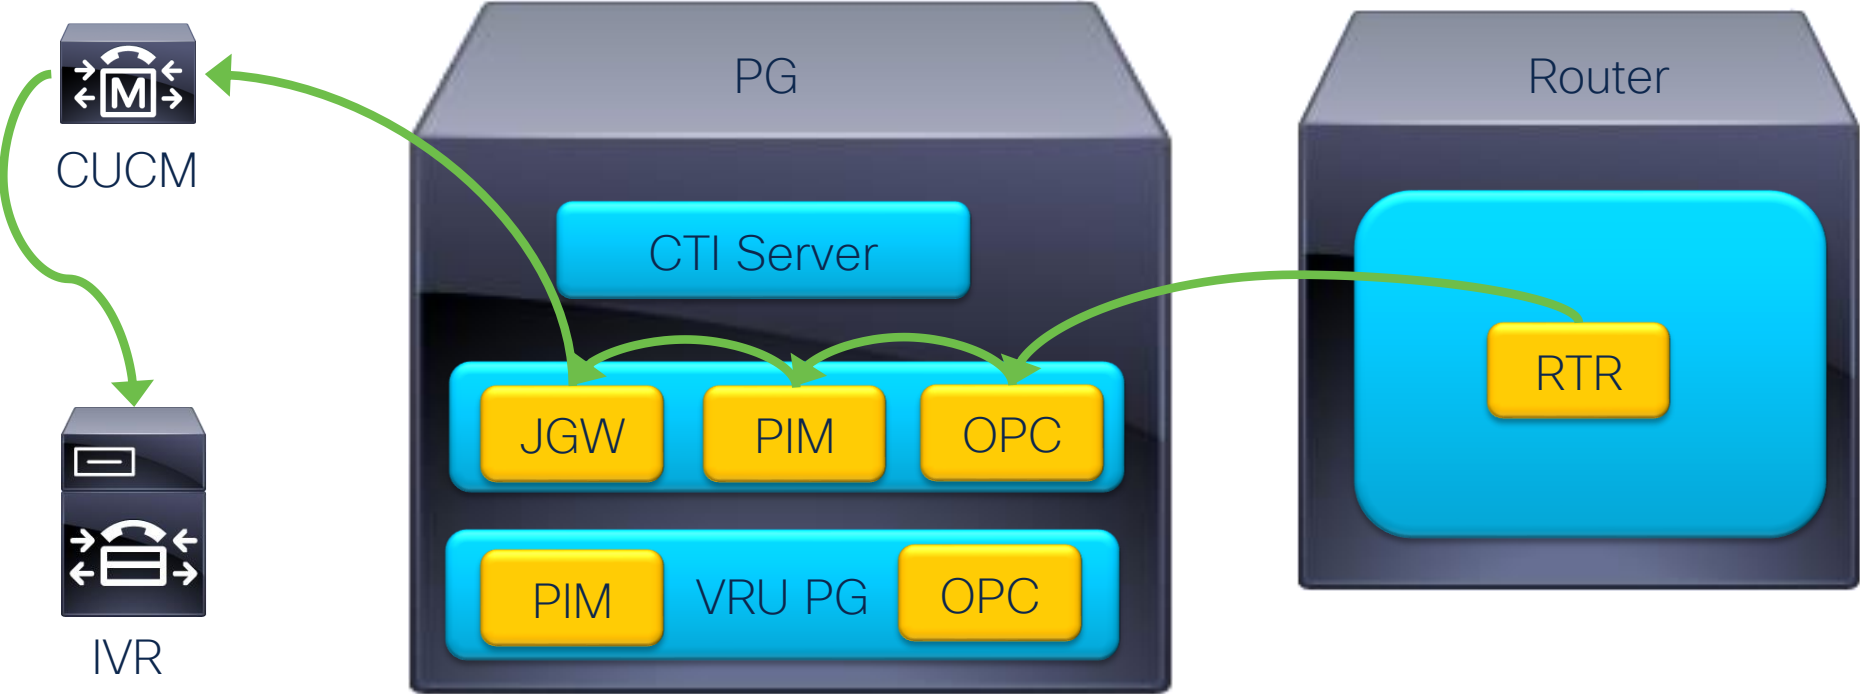 PG
Router
M
CUCM
CTI Server
RTR
JGW
PIM
OPC
PIM
VRU PG
OPC
IVR